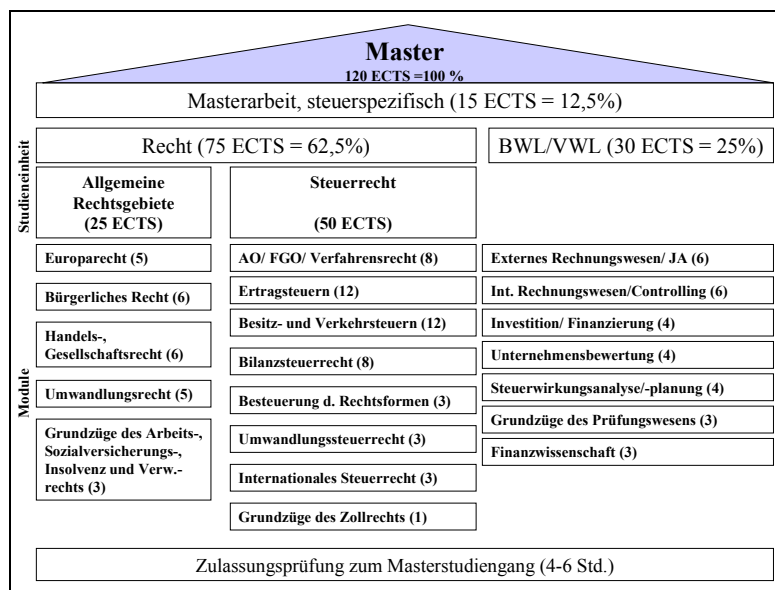 Master
120 ECTS =100 %
Masterarbeit, steuerspezifisch (15 ECTS = 12,5%)
Studieneinheit
Recht (75 ECTS = 62,5%)
BWL/VWL (30 ECTS = 25%)
Allgemeine
Rechtsgebiete
(25 ECTS)
Steuerrecht
(50 ECTS)
Module
Europarecht (5)
Bürgerliches Recht (6)
Handels-,
Gesellschaftsrecht (6)
Umwandlungsrecht (5)
Grundzüge des Arbeits-,
Sozialversicherungs-,
Insolvenz und Verw.-
rechts (3)
AO/ FGO/ Verfahrensrecht (8)
Ertragsteuern (12)
Besitz- und Verkehrsteuern (12)
Bilanzsteuerrecht (8)
Besteuerung d. Rechtsformen (3)
Umwandlungssteuerrecht (3)
Internationales Steuerrecht (3)
Grundzüge des Zollrechts (1)
Externes Rechnungswesen/ JA (6)
Int. Rechnungswesen/Controlling (6)
Investition/ Finanzierung (4)
Unternehmensbewertung (4)
Steuerwirkungsanalyse/-planung (4)
Grundzüge des Prüfungswesens (3)
Finanzwissenschaft (3)
Zulassungsprüfung zum Masterstudiengang (4-6 Std.)